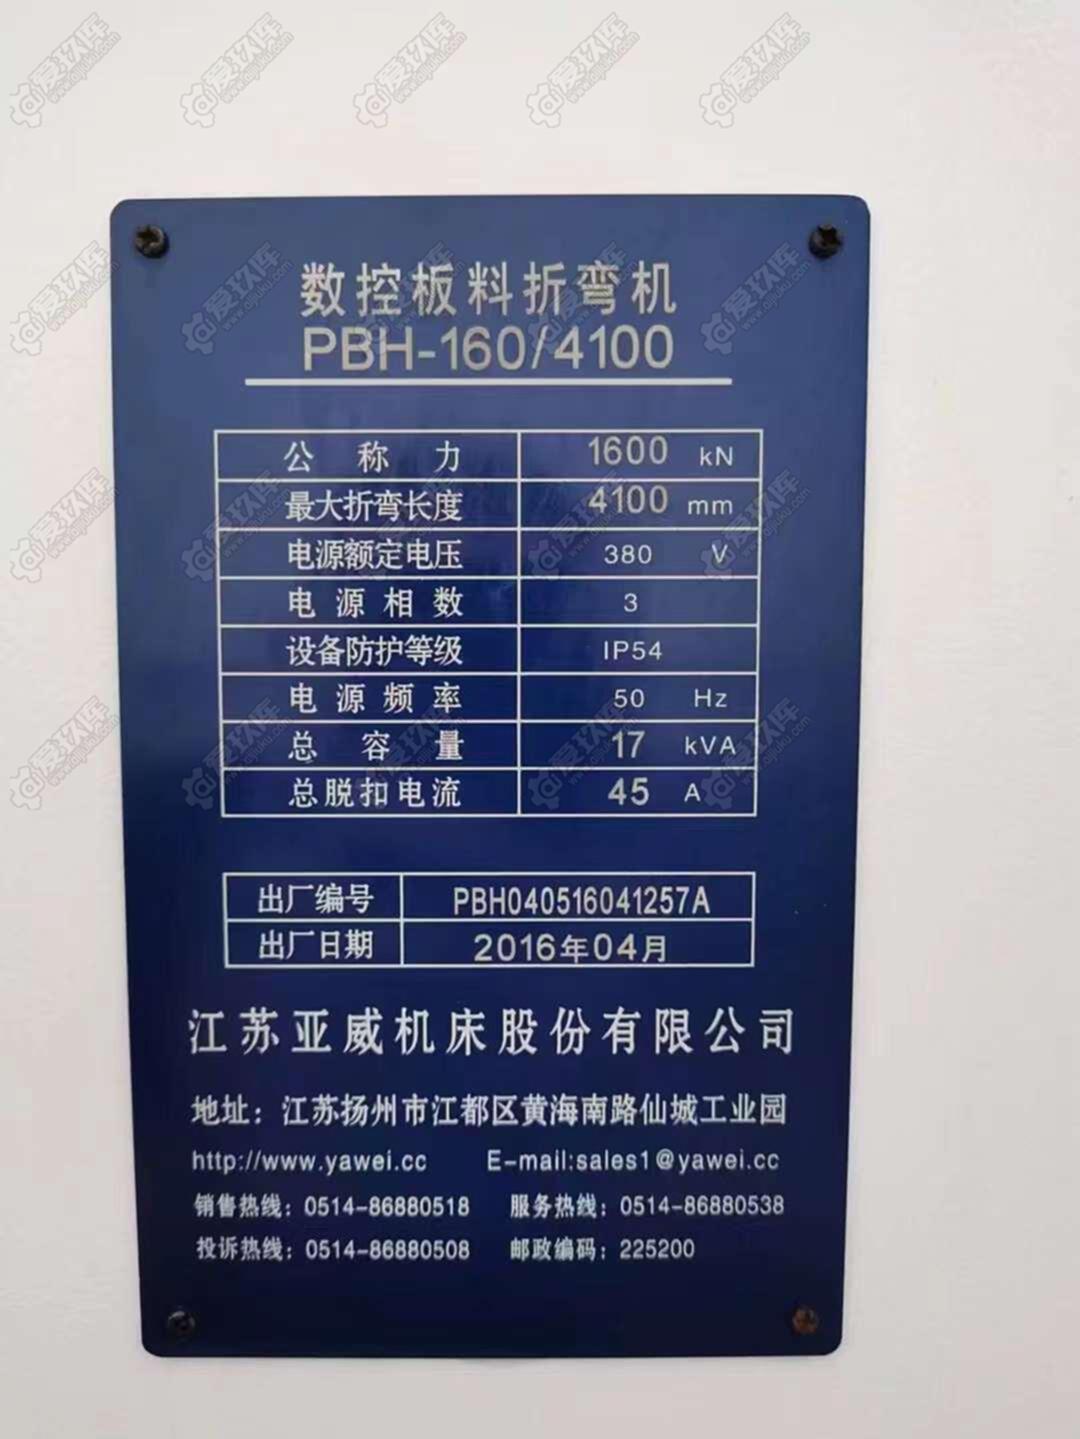 数控板料折弯机
PBH-160/4100
公称力 1600 kN
最大折弯长度 4100 mm
电源额定电压 380 V
电源相数 3
设备防护等级 IP54
电源频率 50 Hz
总容量 17 kVA
总脱扣电流 45 A
出厂编号 PBH040516041257A
出厂日期 2016年04月
江苏亚威机床股份有限公司
地址：江苏扬州市江都区黄海南路仙城工业园
http://www.yawei.cc E-mail:sales1@yawei.cc
销售热线：0514-86880518 服务热线：0514-86880538
投诉热线：0514-86880508 邮政编码：225200